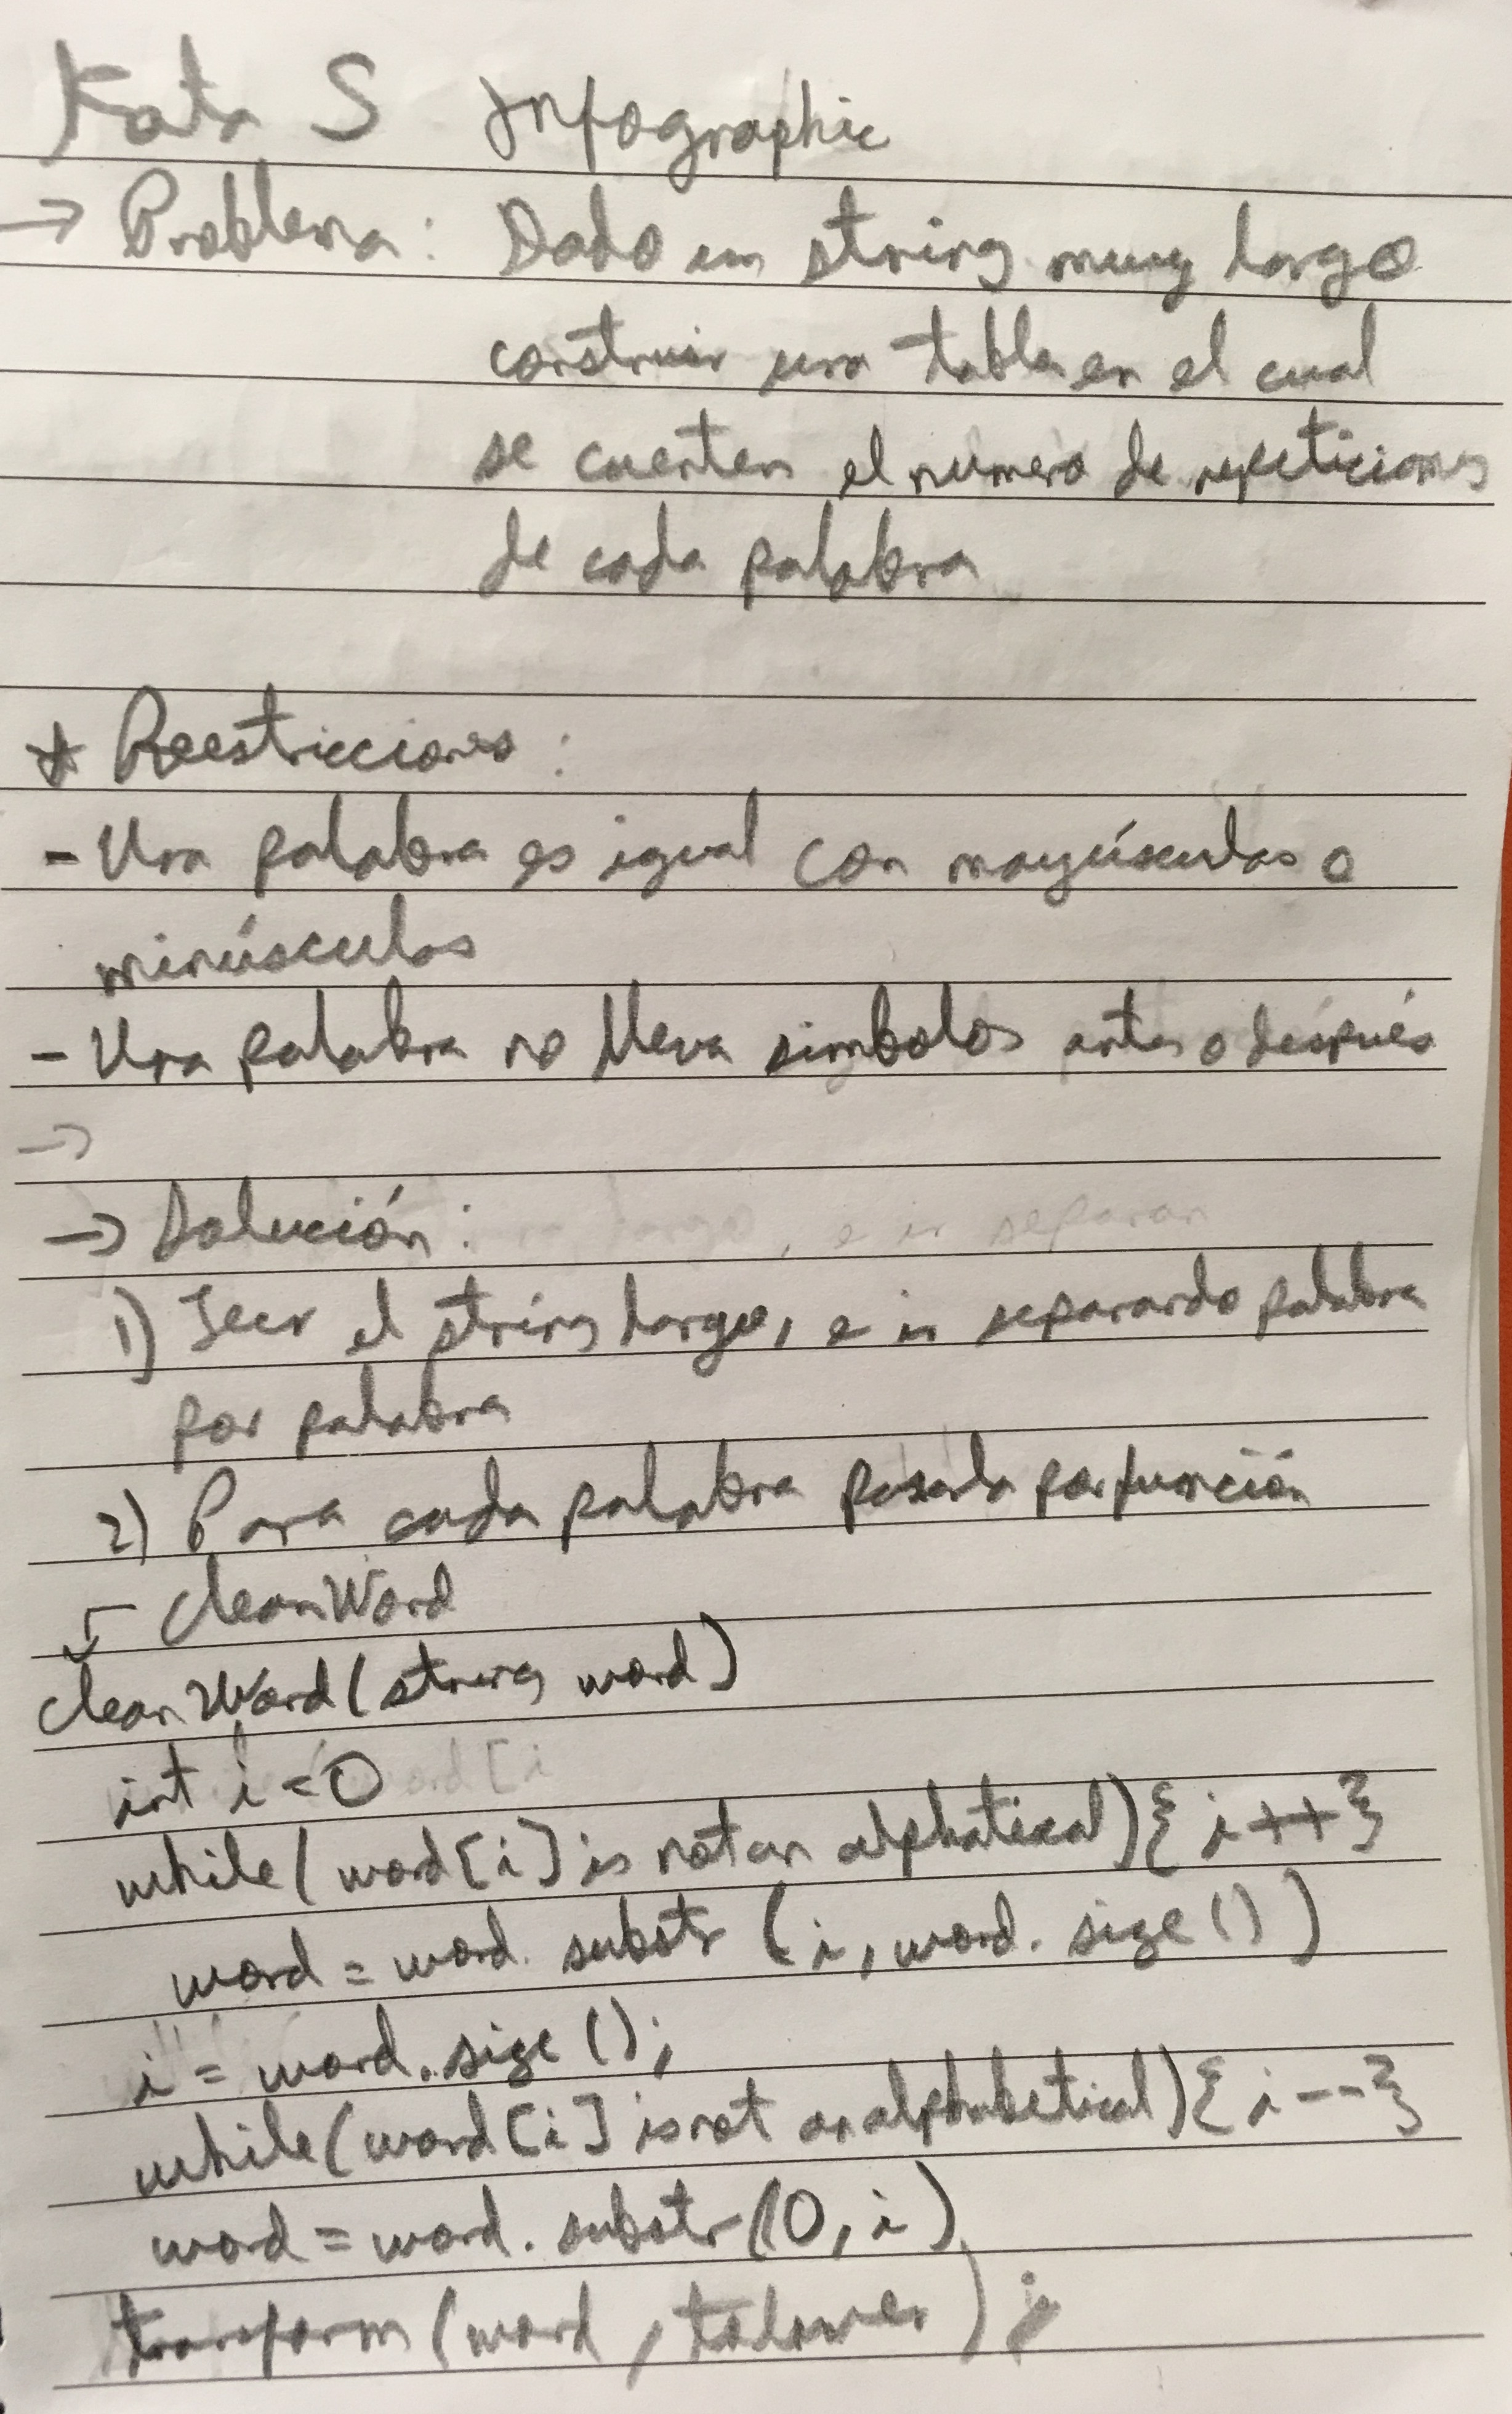 Kata 5 Infographic
→ Problema: Dado un string muy largo
construir una tabla en el cual
se cuenten el numero de repeticiones
de cada palabra
* Reestricciones:
- Una palabra es igual con mayúsculas o
minúsculas
- Una palabra no lleva simbolos antes o después
→
→ Solución:
1) Leer el string largo, e ir separando palabra
por palabra
2) Para cada palabra pasarla por función
cleanWord
cleanWord(string word)
int i = 0
while(word[i] is not an alphatical){i++}
word = word.substr(i, word.size())
i = word.size();
while(word[i] is not an alphabetical){i--}
word = word.substr(0, i)
transform(word, tolower);